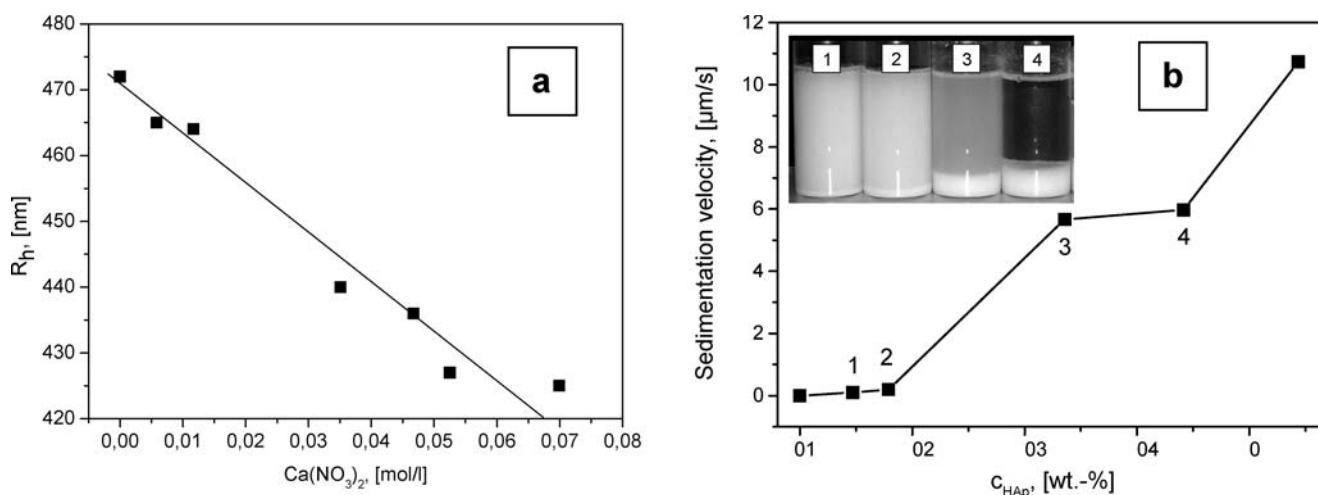 480
470
460
450
440
430
420
R_h, [nm]
a
0,00 0,01 0,02 0,03 0,04 0,05 0,06 0,07 0,08
Ca(NO₃)₂, [mol/l]
12
10
8
6
4
2
0
Sedimentation velocity, [µm/s]
1 2 3 4
b
1 2
3
4
01 02 03 04 0
c_HAp, [wt.-%]